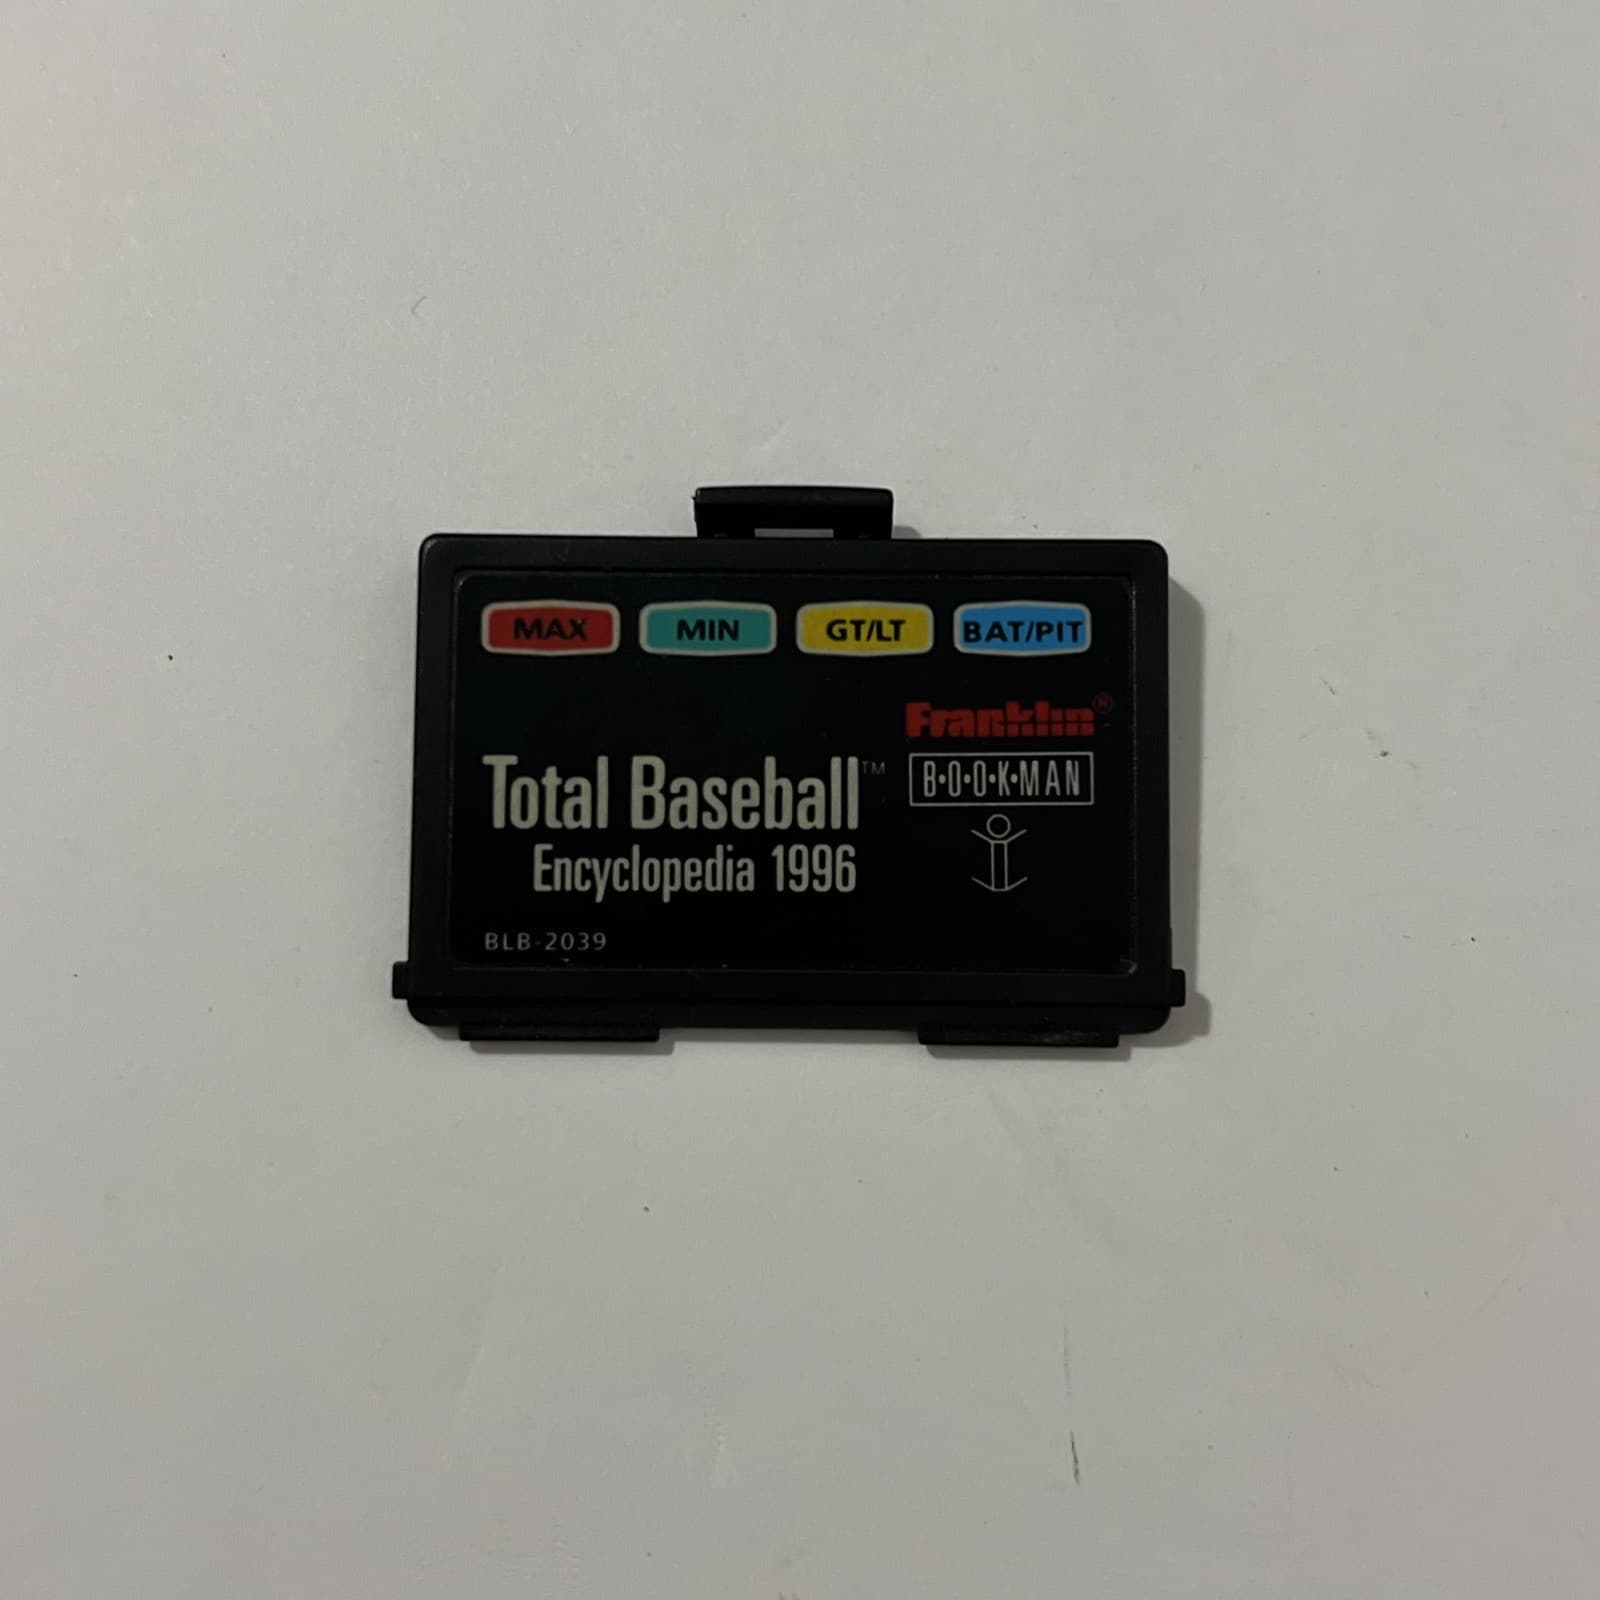 MAX MIN GT/LT BAT/PIT
Franklin®
Total Baseball™
B·O·O·K·MAN
Encyclopedia 1996
BLB-2039